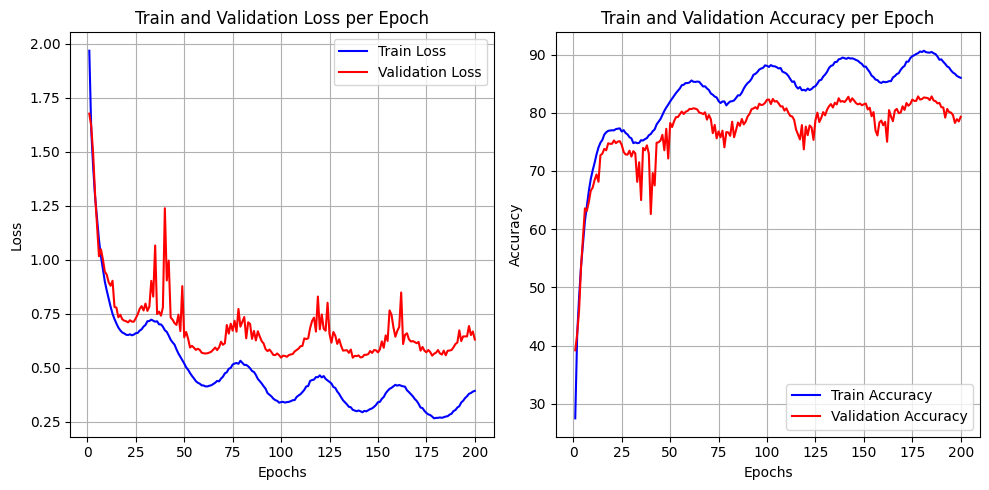 Train and Validation Loss per Epoch
2.00
1.75
1.50
1.25
1.00
0.75
0.50
0.25
Loss
Train Loss
Validation Loss
0 25 50 75 100 125 150 175 200
Epochs
Train and Validation Accuracy per Epoch
90
80
70
60
50
40
30
Accuracy
Train Accuracy
Validation Accuracy
0 25 50 75 100 125 150 175 200
Epochs